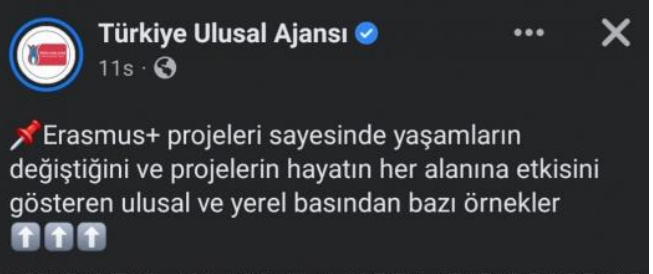 Türkiye Ulusal Ajansı
11s ·
📌Erasmus+ projeleri sayesinde yaşamların
değiştiğini ve projelerin hayatın her alanına etkisini
gösteren ulusal ve yerel basından bazı örnekler
⬆️⬆️⬆️